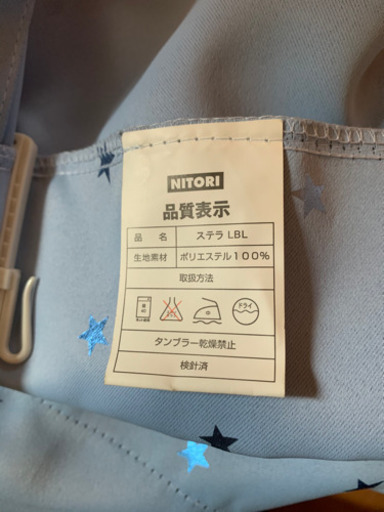 NITORI
品質表示
品 名 ステラ LBL
生地素材 ポリエステル100%
取扱方法
ドライ
タンブラー乾燥禁止
検針済